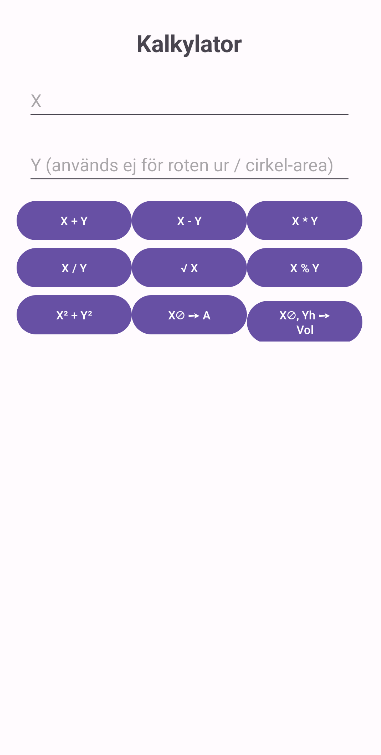 Kalkylator
X
Y (används ej för roten ur / cirkel-area)
X + Y
X - Y
X * Y
X / Y
√ X
X % Y
X² + Y²
X∅ → A
X∅, Yh →
Vol